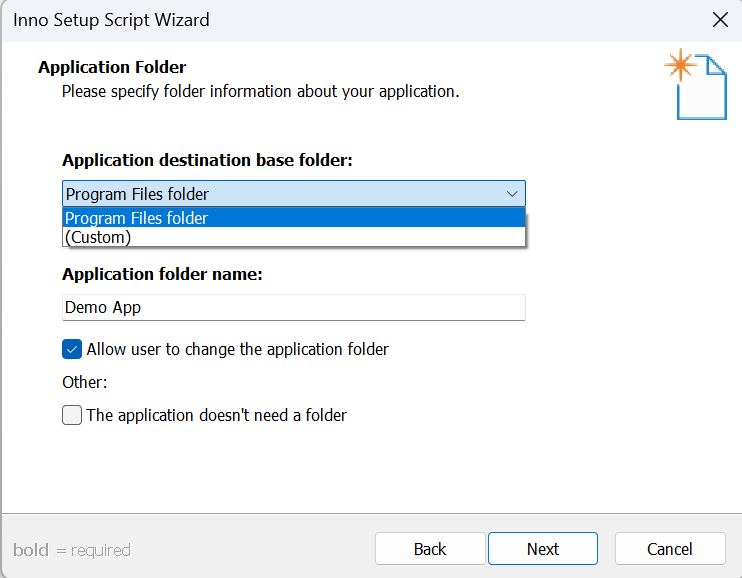 Inno Setup Script Wizard
Application Folder
Please specify folder information about your application.
Application destination base folder:
Program Files folder
Program Files folder
(Custom)
Application folder name:
Demo App
Allow user to change the application folder
Other:
The application doesn't need a folder
bold = required
Back
Next
Cancel